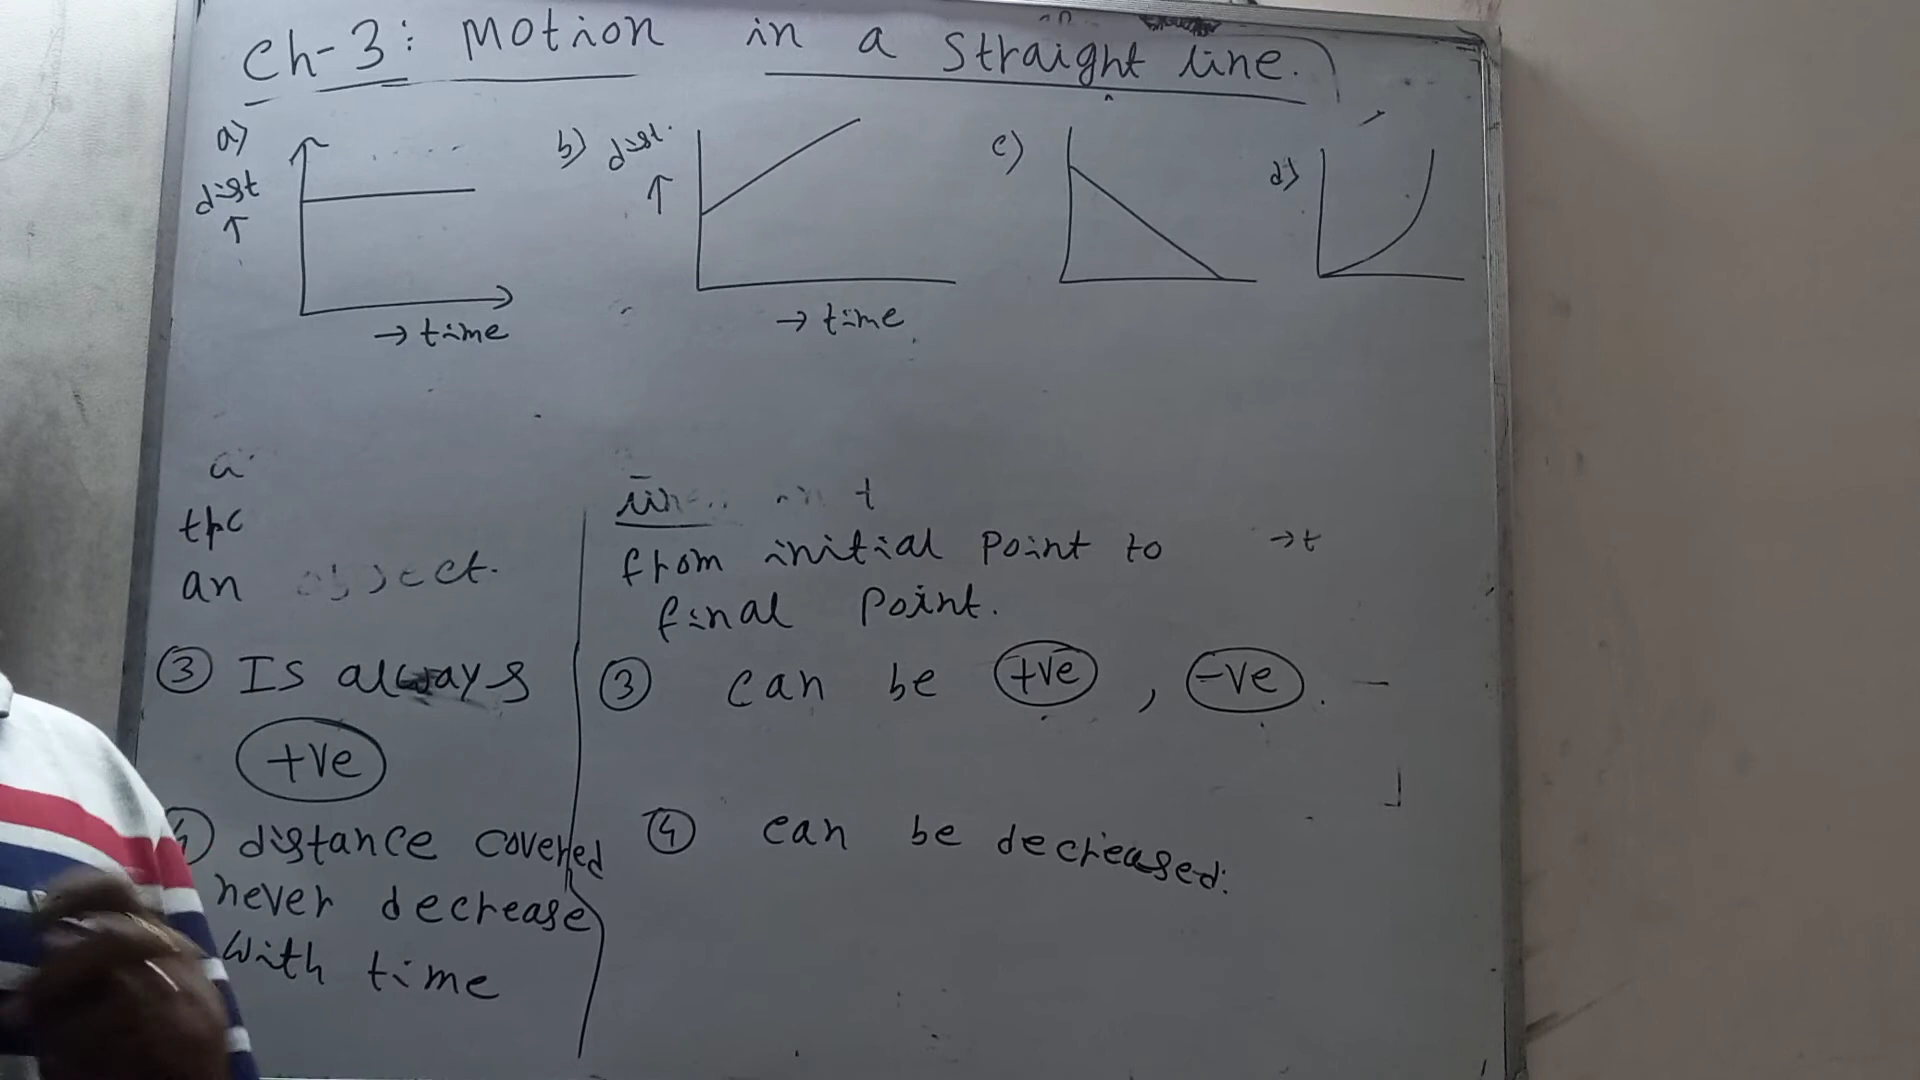 Ch-3: Motion in a straight line.
a)
dist
↑
→ time
b) dist.
↑
→ time
c)
d)
an object.
from initial point to
final point.
→t
③ Is always
+ve
③ can be +ve, -ve.
distance covered
never decrease
with time
④ can be decreased.